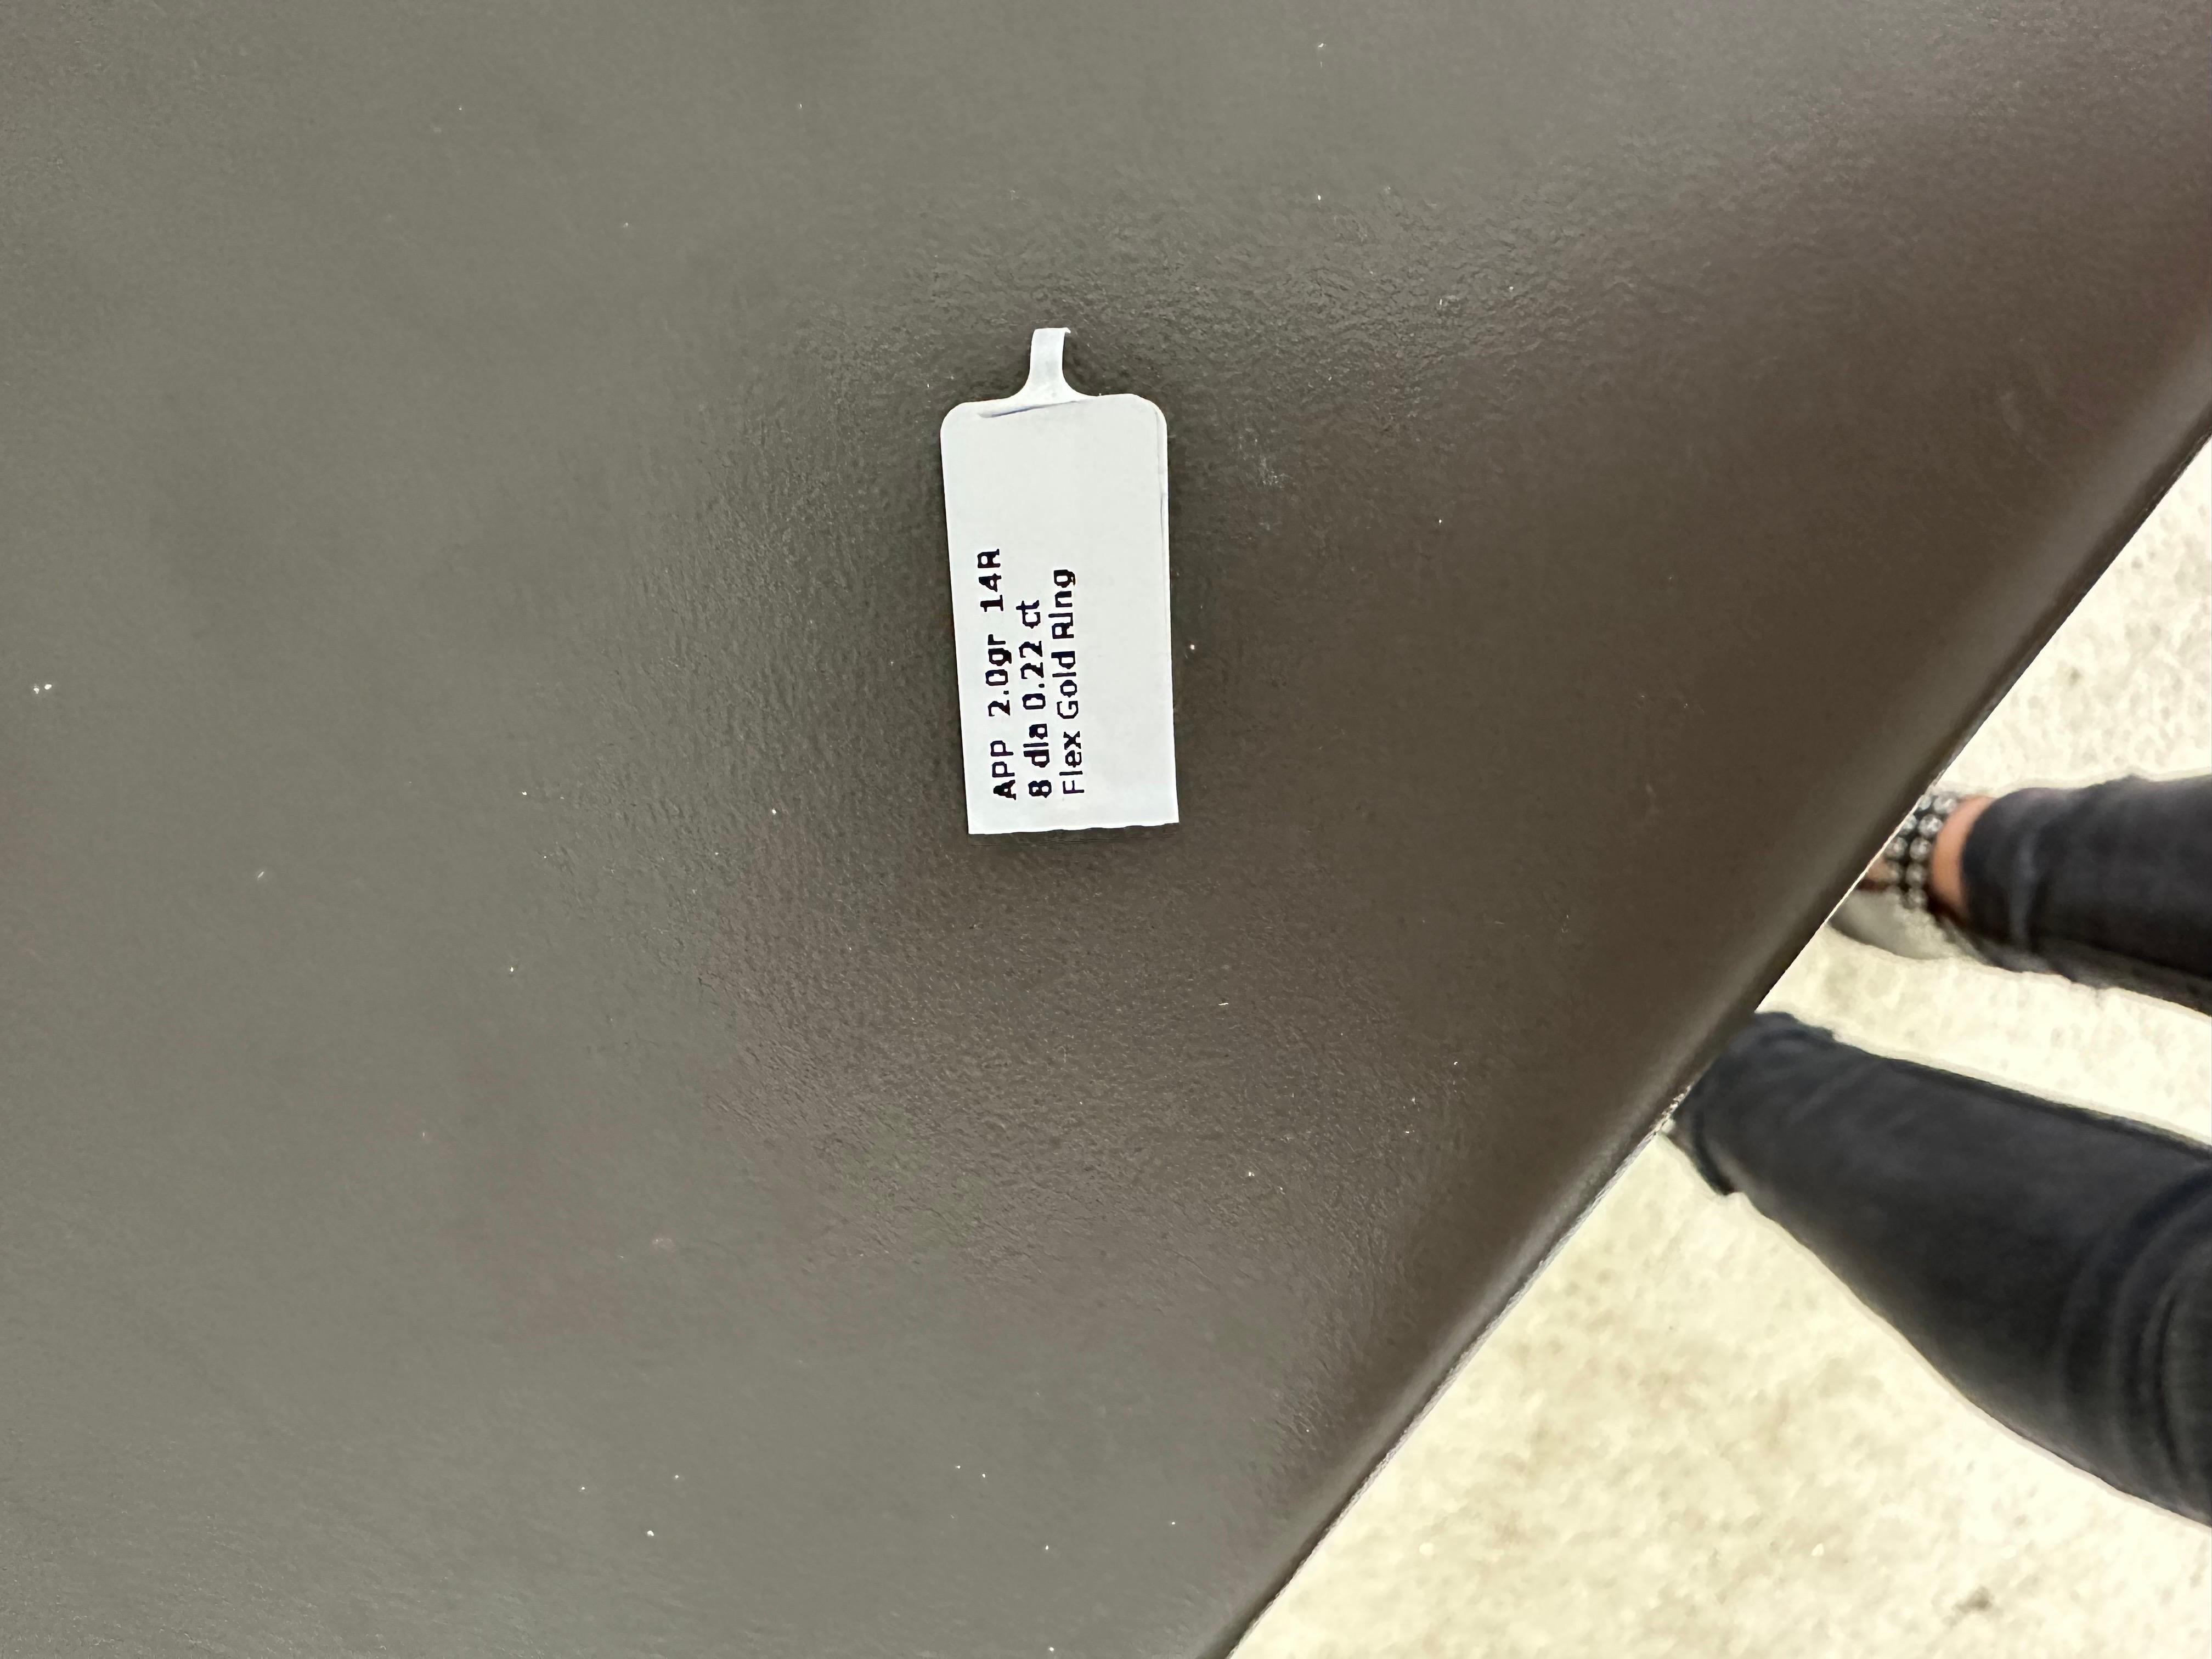 APP 2.0gr 14R
8 dia 0.22 ct
Flex Gold Ring